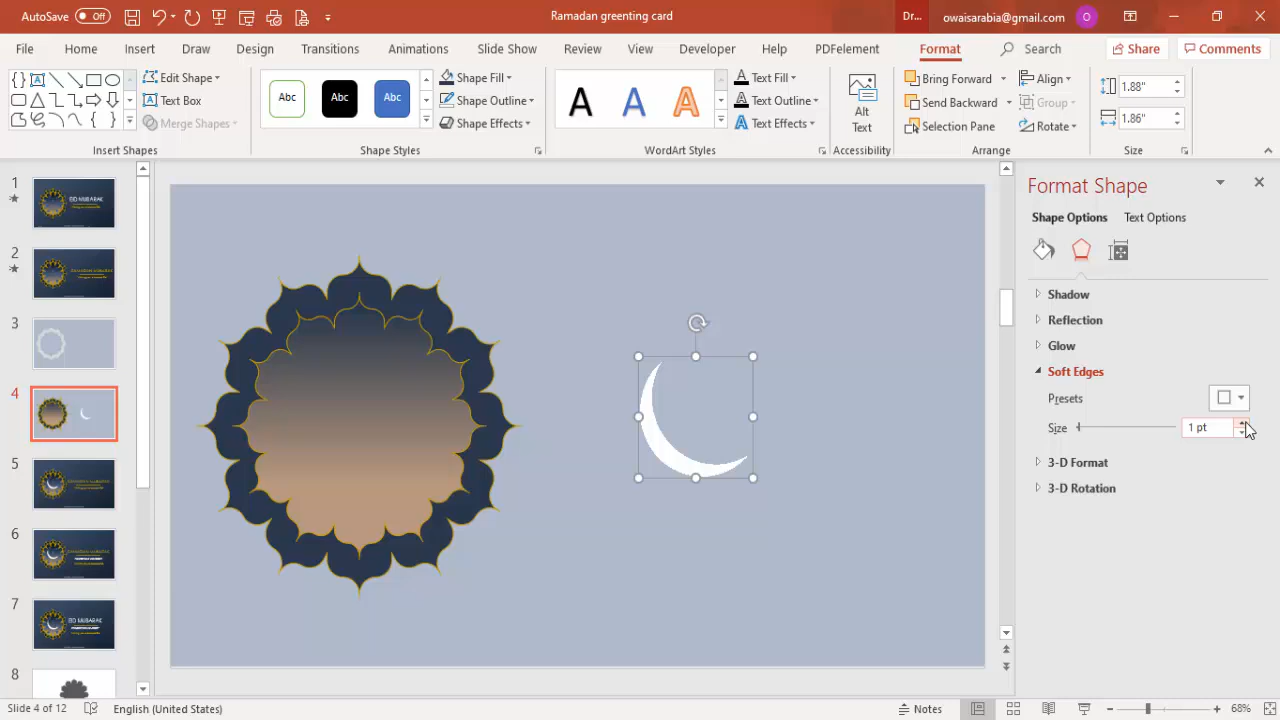 AutoSave Off Ramadan greenting card Dr... owaisarabia@gmail.com O
File Home Insert Draw Design Transitions Animations Slide Show Review View Developer Help PDFelement Format Search Share Comments
Edit Shape
Text Box
Merge Shapes
Insert Shapes
Abc Abc Abc
Shape Fill
Shape Outline
Shape Effects
Shape Styles
A A A
Text Fill
Text Outline
Text Effects
WordArt Styles
Alt
Text
Accessibility
Bring Forward
Send Backward
Selection Pane
Align
Group
Rotate
Arrange
1.88"
1.86"
Size
1
EID MUBARAK
2
3
4
5
6
7
EID MUBARAK
8
Format Shape
Shape Options Text Options
Shadow
Reflection
Glow
Soft Edges
Presets
Size 1 pt
3-D Format
3-D Rotation
Slide 4 of 12 English (United States) Notes 68%